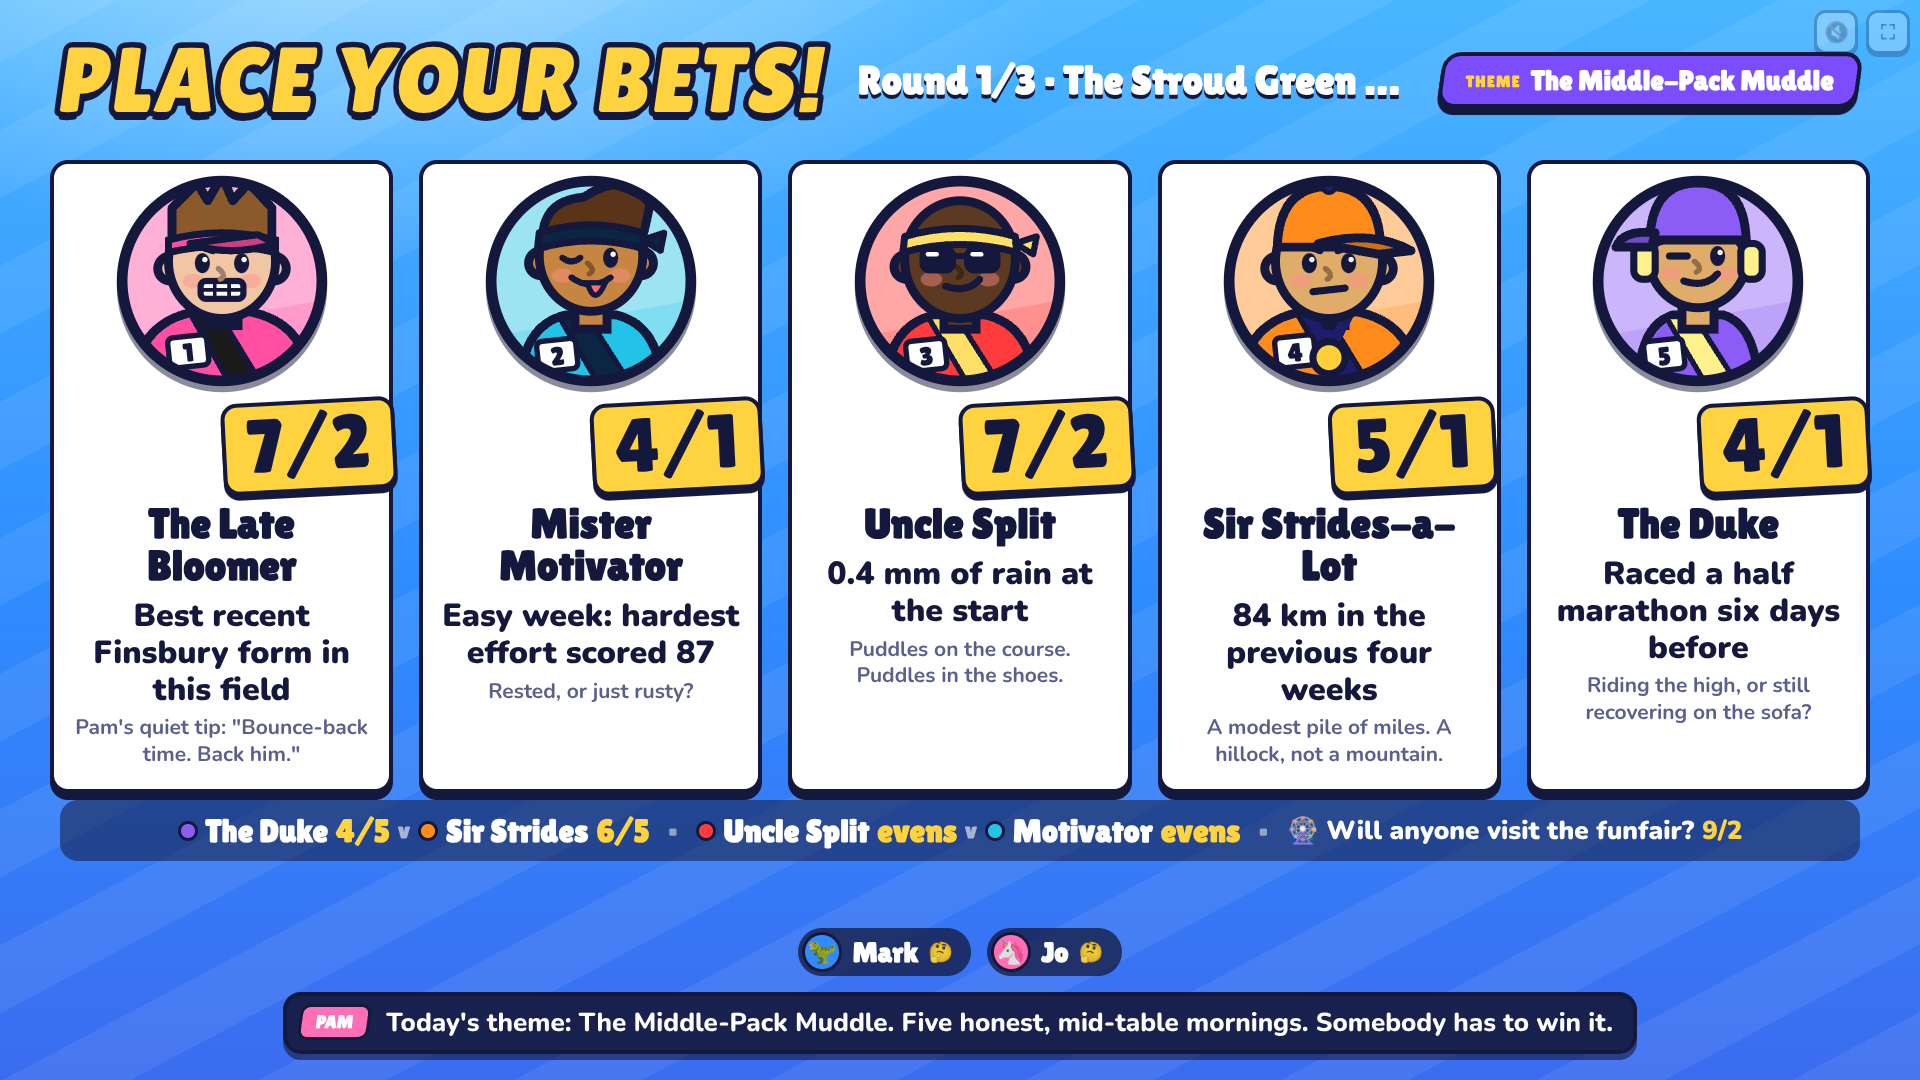 PLACE YOUR BETS!
Round 1/3 · The Stroud Green ...
THEME The Middle-Pack Muddle
1
7/2
The Late
Bloomer
Best recent
Finsbury form in
this field
Pam's quiet tip: "Bounce-back
time. Back him."
2
4/1
Mister
Motivator
Easy week: hardest
effort scored 87
Rested, or just rusty?
3
7/2
Uncle Split
0.4 mm of rain at
the start
Puddles on the course.
Puddles in the shoes.
4
5/1
Sir Strides-a-
Lot
84 km in the
previous four
weeks
A modest pile of miles. A
hillock, not a mountain.
5
4/1
The Duke
Raced a half
marathon six days
before
Riding the high, or still
recovering on the sofa?
The Duke 4/5 v Sir Strides 6/5 · Uncle Split evens v Motivator evens · Will anyone visit the funfair? 9/2
Mark
Jo
PAM Today's theme: The Middle-Pack Muddle. Five honest, mid-table mornings. Somebody has to win it.